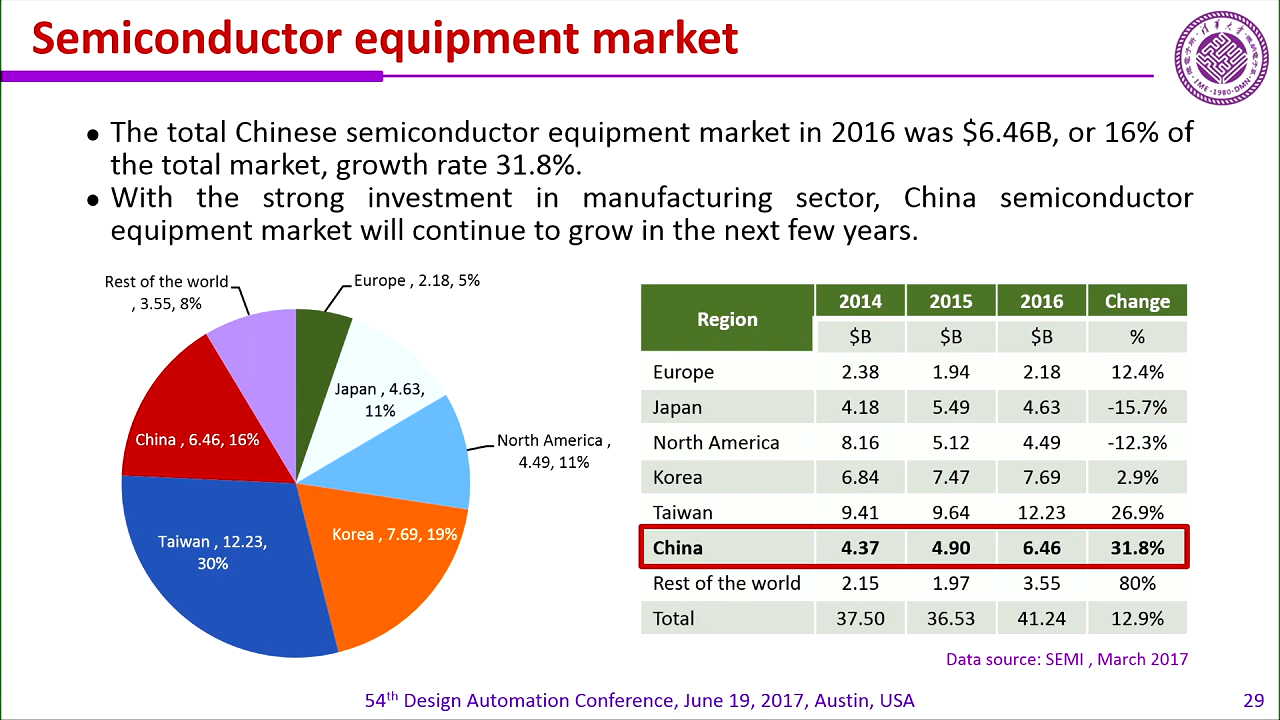 Semiconductor equipment market
● The total Chinese semiconductor equipment market in 2016 was $6.46B, or 16% of
the total market, growth rate 31.8%.
● With the strong investment in manufacturing sector, China semiconductor
equipment market will continue to grow in the next few years.
Rest of the world
, 3.55, 8%
Europe , 2.18, 5%
Japan , 4.63,
11%
North America ,
4.49, 11%
Korea , 7.69, 19%
Taiwan , 12.23,
30%
China , 6.46, 16%
Region 2014 2015 2016 Change
$B $B $B %
Europe 2.38 1.94 2.18 12.4%
Japan 4.18 5.49 4.63 -15.7%
North America 8.16 5.12 4.49 -12.3%
Korea 6.84 7.47 7.69 2.9%
Taiwan 9.41 9.64 12.23 26.9%
China 4.37 4.90 6.46 31.8%
Rest of the world 2.15 1.97 3.55 80%
Total 37.50 36.53 41.24 12.9%
Data source: SEMI , March 2017
54th Design Automation Conference, June 19, 2017, Austin, USA
29
·IME·1980·DMN·